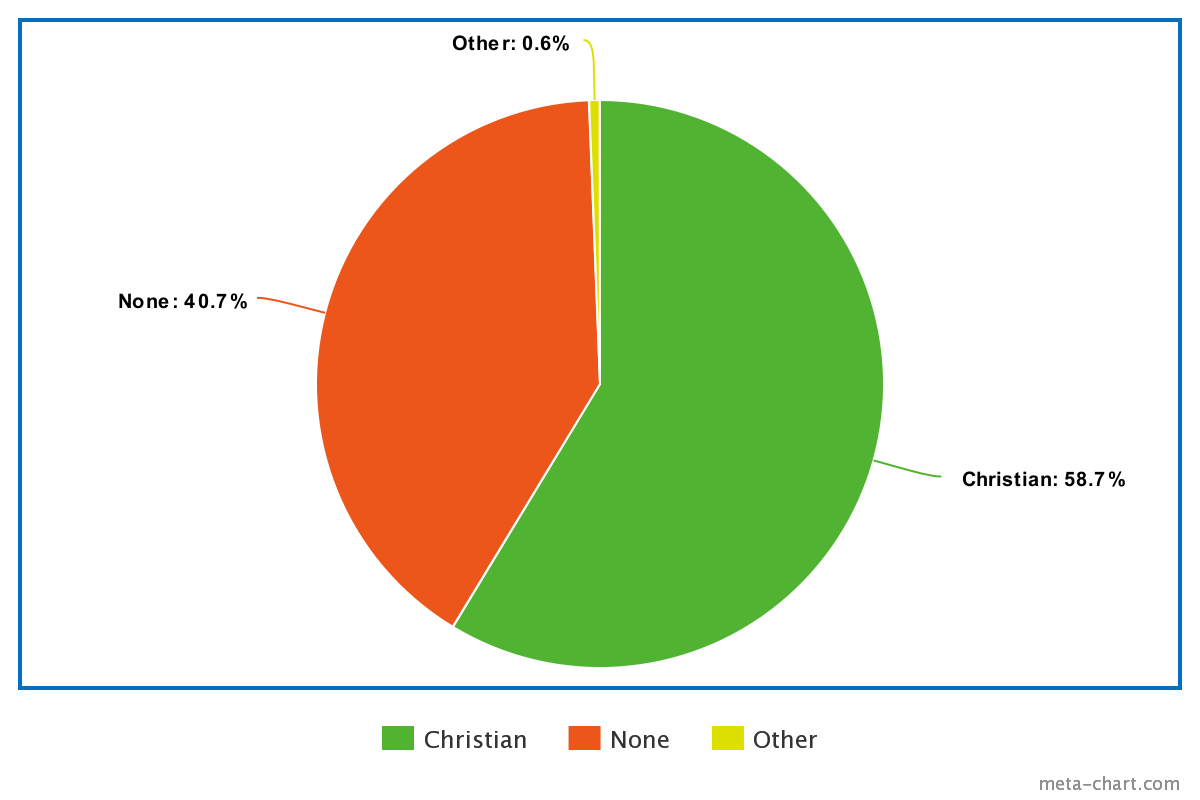 Other: 0.6%
None: 40.7%
Christian: 58.7%
Christian None Other
meta-chart.com